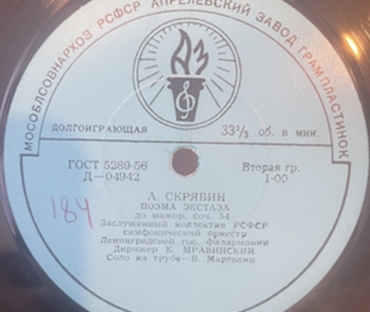 МОСОБЛСОВНАРХОЗ РСФСР АПРЕЛЕВСКИЙ ЗАВОД ГРАМПЛАСТИНОК
ДОЛГОИГРАЮЩАЯ 33⅓ об. в мин.
ГОСТ 5289-56 Вторая гр.
Д—04942 1-00
184
А. СКРЯБИН
ПОЭМА ЭКСТАЗА
до мажор, соч. 54
Заслуженный коллектив РСФСР
симфонический оркестр
Ленинградской гос. филармонии
Дирижер Е. МРАВИНСКИЙ
Соло на трубе—В. Марголин